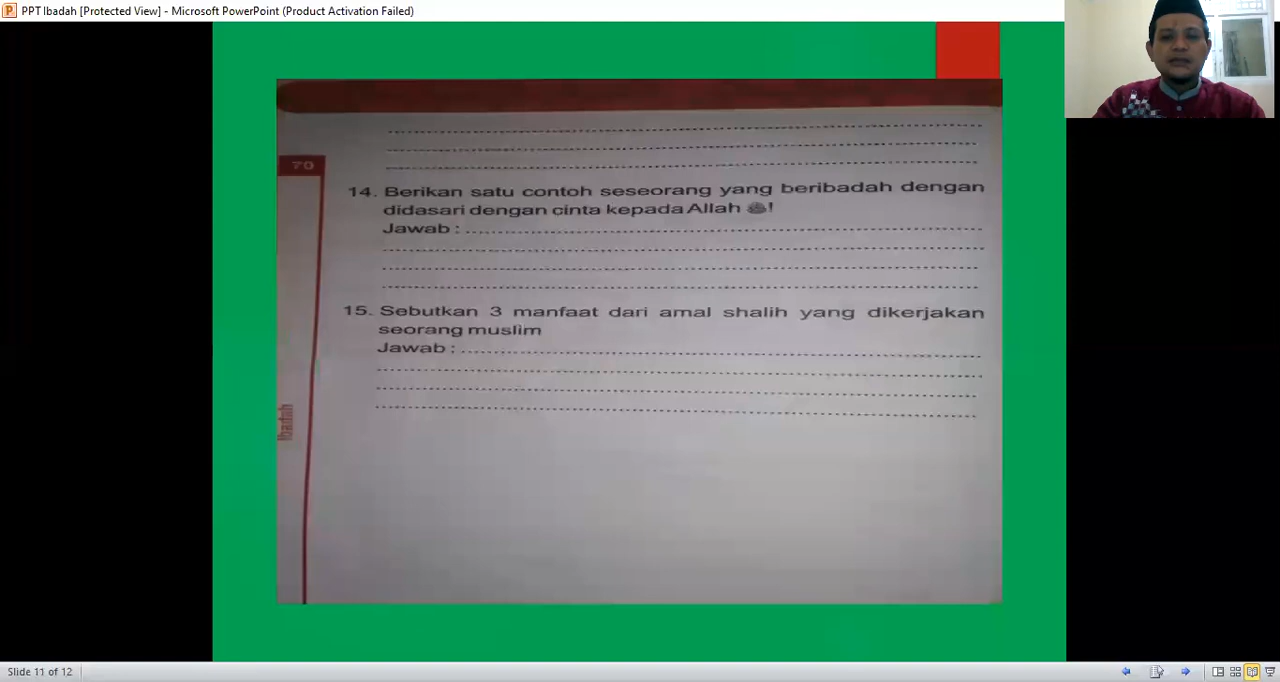 PPT Ibadah [Protected View] - Microsoft PowerPoint (Product Activation Failed)
70
14. Berikan satu contoh seseorang yang beribadah dengan
didasari dengan cinta kepada Allah ﷻ!
Jawab : ........................................
15. Sebutkan 3 manfaat dari amal shalih yang dikerjakan
seorang muslim
Jawab : ........................................
Ibadah
Slide 11 of 12